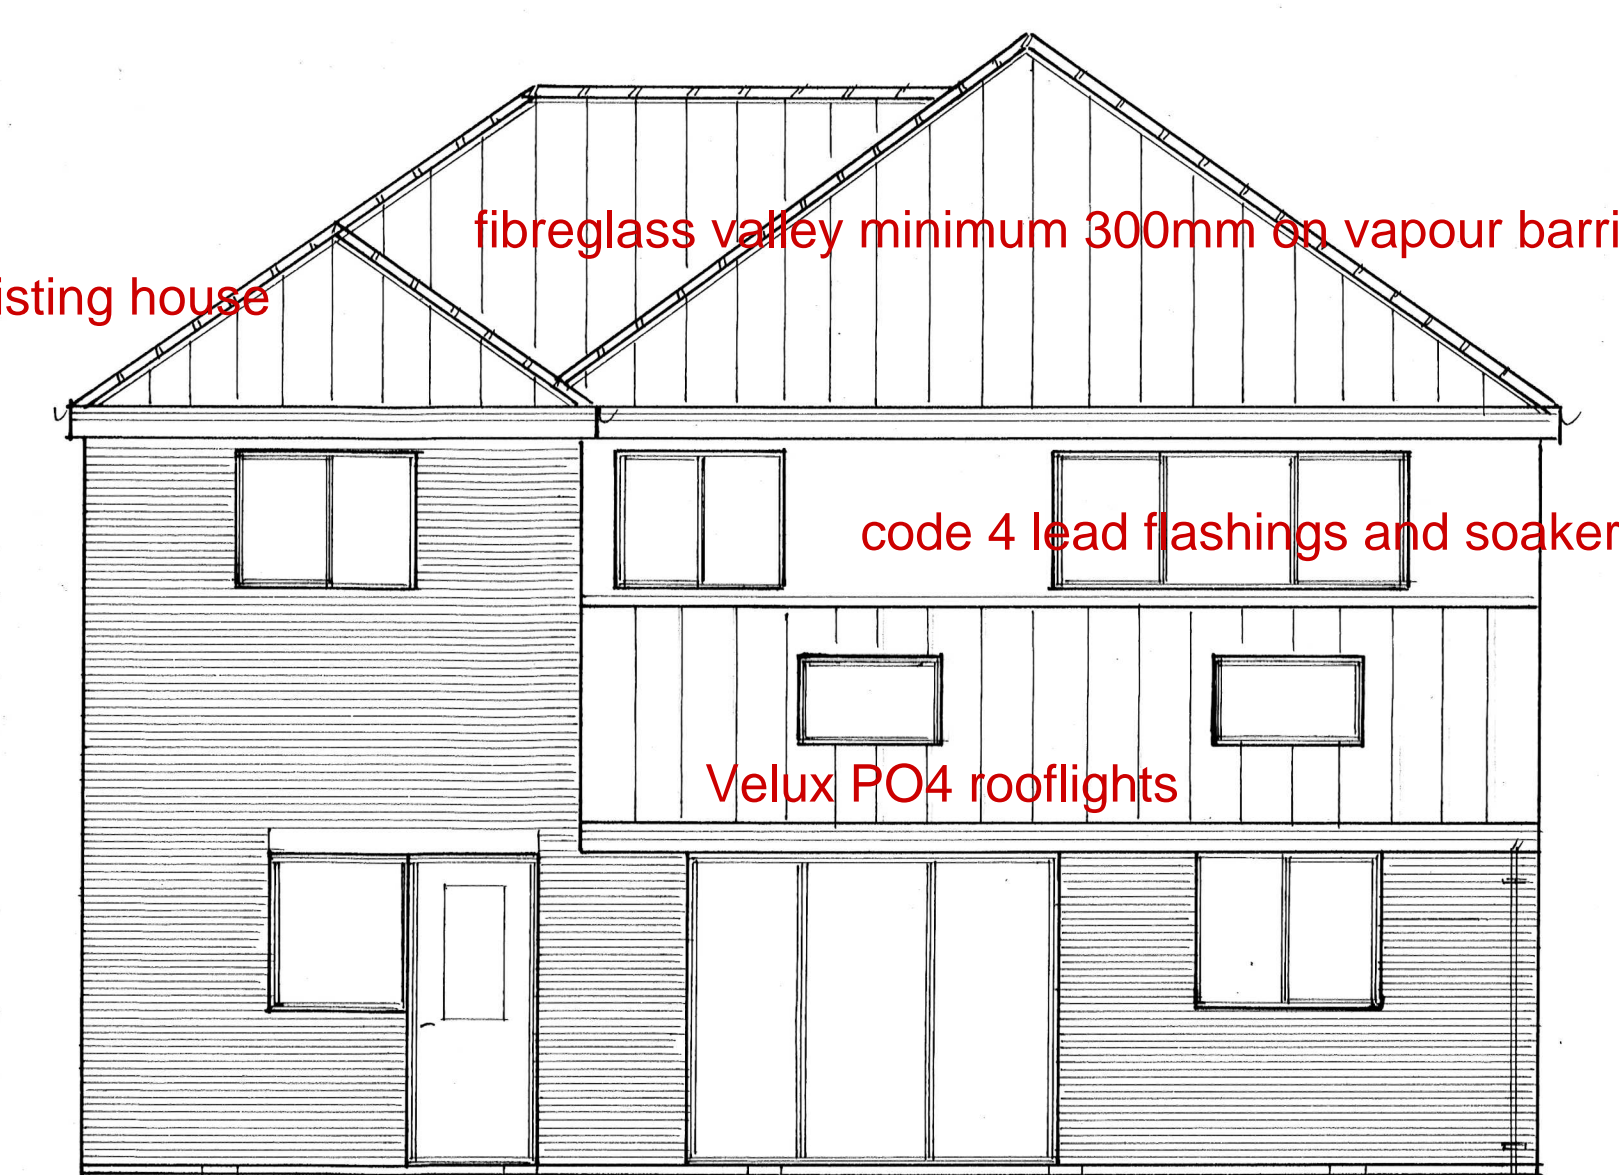 fibreglass valley minimum 300mm on vapour barri
isting house
code 4 lead flashings and soaker
Velux PO4 rooflights